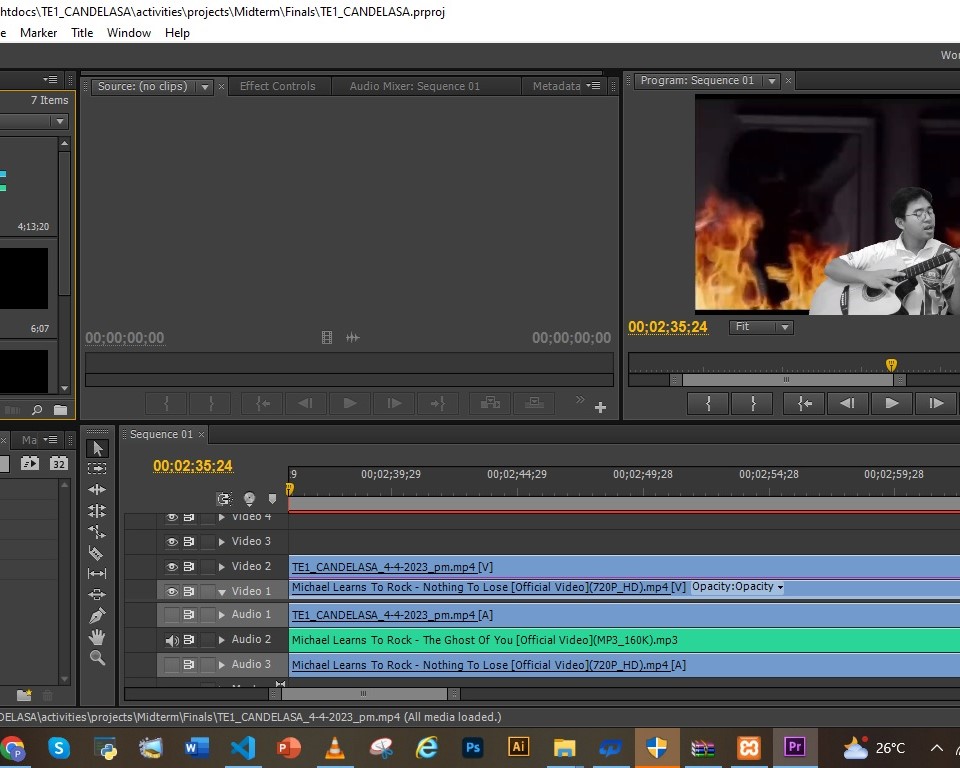 htdocs\TE1_CANDELASA\activities\projects\Midterm\Finals\TE1_CANDELASA.prproj
e Marker Title Window Help
Wor
7 Items
Source: (no clips) × Effect Controls Audio Mixer: Sequence 01 Metadata
Program: Sequence 01 ×
4;13;20
6;07
00;00;00;00
00;00;00;00
00;02;35;24
Fit
Ma
32
Sequence 01 ×
00;02;35;24
9 00;02;39;29 00;02;44;29 00;02;49;28 00;02;54;28 00;02;59;28
Video 4
Video 3
Video 2 TE1_CANDELASA_4-4-2023_pm.mp4 [V]
Video 1 Michael Learns To Rock - Nothing To Lose [Official Video](720P_HD).mp4 [V] Opacity:Opacity
Audio 1 TE1_CANDELASA_4-4-2023_pm.mp4 [A]
Audio 2 Michael Learns To Rock - The Ghost Of You [Official Video](MP3_160K).mp3
Audio 3 Michael Learns To Rock - Nothing To Lose [Official Video](720P_HD).mp4 [A]
DELASA\activities\projects\Midterm\Finals\TE1_CANDELASA_4-4-2023_pm.mp4 (All media loaded.)
S W P e Ps Ai Pr 26°C